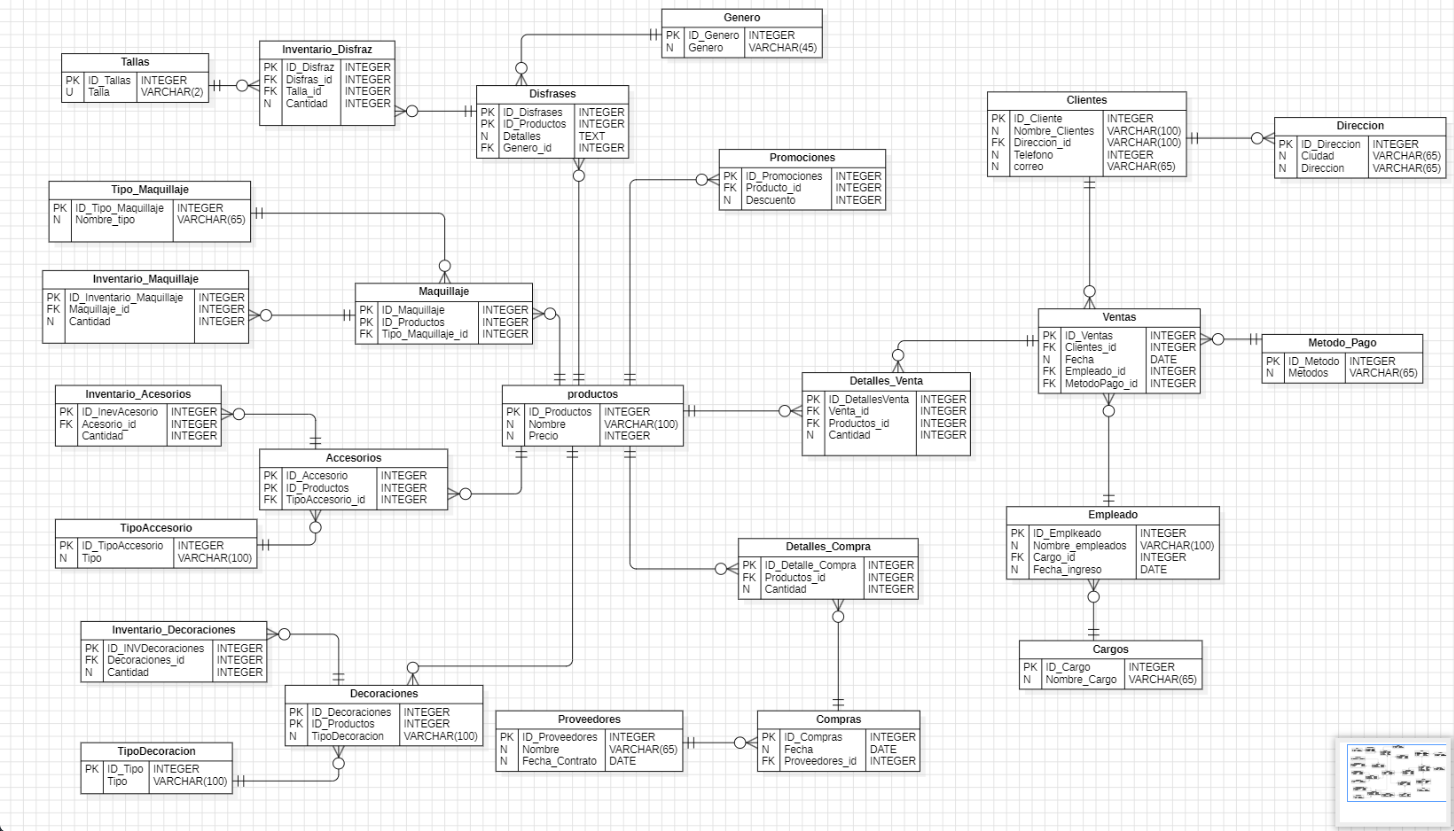 Genero
PK ID_Genero INTEGER
N Genero VARCHAR(45)
Tallas
PK ID_Tallas INTEGER
U Talla VARCHAR(2)
Inventario_Disfraz
PK ID_Disfraz INTEGER
FK Disfras_id INTEGER
FK Talla_id INTEGER
N Cantidad INTEGER
Disfrases
PK ID_Disfrases INTEGER
PK ID_Productos INTEGER
N Detalles TEXT
FK Genero_id INTEGER
Clientes
PK ID_Cliente INTEGER
N Nombre_Clientes VARCHAR(100)
FK Direccion_id VARCHAR(100)
N Telefono INTEGER
N correo VARCHAR(65)
Direccion
PK ID_Direccion INTEGER
N Ciudad VARCHAR(65)
N Direccion VARCHAR(65)
Promociones
PK ID_Promociones INTEGER
FK Producto_id INTEGER
N Descuento INTEGER
Tipo_Maquillaje
PK ID_Tipo_Maquillaje INTEGER
N Nombre_tipo VARCHAR(65)
Inventario_Maquillaje
PK ID_Inventario_Maquillaje INTEGER
FK Maquillaje_id INTEGER
N Cantidad INTEGER
Maquillaje
PK ID_Maquillaje INTEGER
PK ID_Productos INTEGER
FK Tipo_Maquillaje_id INTEGER
Ventas
PK ID_Ventas INTEGER
FK Clientes_id INTEGER
N Fecha DATE
FK Empleado_id INTEGER
FK MetodoPago_id INTEGER
Metodo_Pago
PK ID_Metodo INTEGER
N Metodos VARCHAR(65)
Inventario_Acesorios
PK ID_InevAcesorio INTEGER
FK Acesorio_id INTEGER
Cantidad INTEGER
productos
PK ID_Productos INTEGER
N Nombre VARCHAR(100)
N Precio INTEGER
Detalles_Venta
PK ID_DetallesVenta INTEGER
FK Venta_id INTEGER
FK Productos_id INTEGER
N Cantidad INTEGER
Accesorios
PK ID_Accesorio INTEGER
PK ID_Productos INTEGER
FK TipoAccesorio_id INTEGER
TipoAccesorio
PK ID_TipoAccesorio INTEGER
N Tipo VARCHAR(100)
Detalles_Compra
PK ID_Detalle_Compra INTEGER
FK Productos_id INTEGER
N Cantidad INTEGER
Empleado
PK ID_Emplkeado INTEGER
N Nombre_empleados VARCHAR(100)
FK Cargo_id INTEGER
N Fecha_ingreso DATE
Inventario_Decoraciones
PK ID_INVDecoraciones INTEGER
FK Decoraciones_id INTEGER
N Cantidad INTEGER
Cargos
PK ID_Cargo INTEGER
N Nombre_Cargo VARCHAR(65)
Decoraciones
PK ID_Decoraciones INTEGER
PK ID_Productos INTEGER
N TipoDecoracion VARCHAR(100)
Proveedores
PK ID_Proveedores INTEGER
N Nombre VARCHAR(65)
N Fecha_Contrato DATE
Compras
PK ID_Compras INTEGER
N Fecha DATE
FK Proveedores_id INTEGER
TipoDecoracion
PK ID_Tipo INTEGER
Tipo VARCHAR(100)